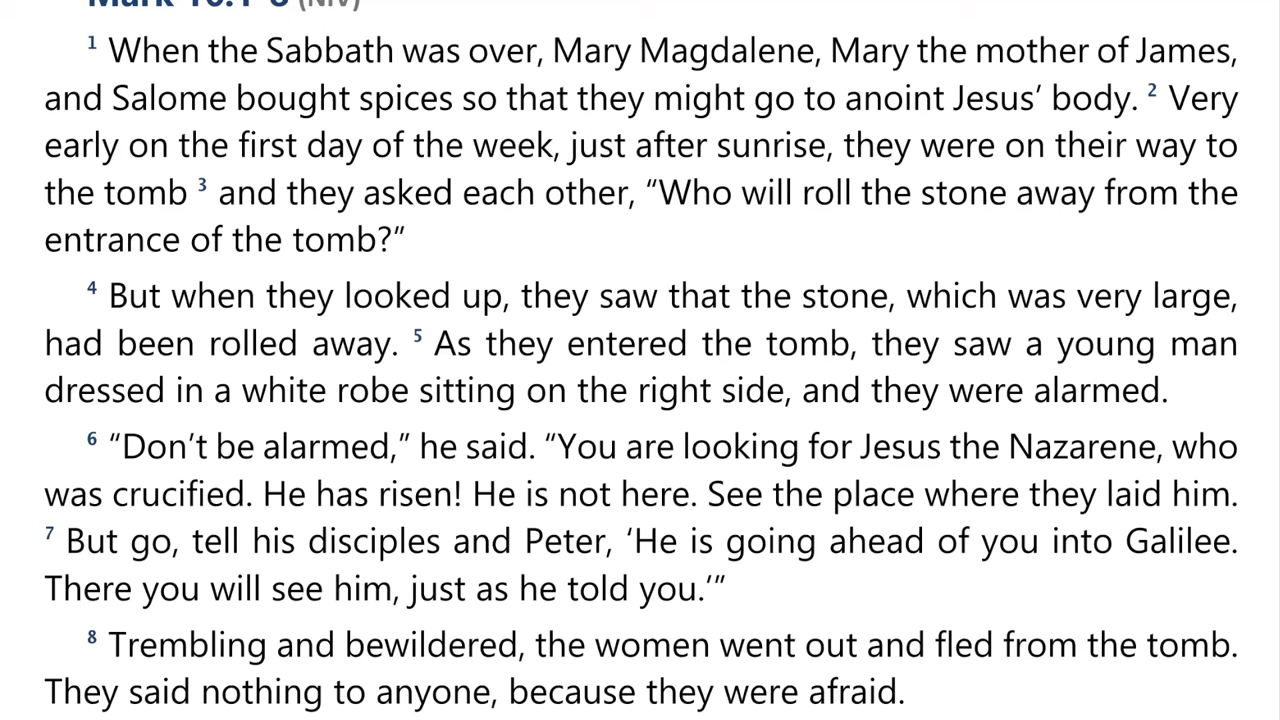 Mark 16:1-8 (NIV)
1 When the Sabbath was over, Mary Magdalene, Mary the mother of James,
and Salome bought spices so that they might go to anoint Jesus’ body. 2 Very
early on the first day of the week, just after sunrise, they were on their way to
the tomb 3 and they asked each other, “Who will roll the stone away from the
entrance of the tomb?”
4 But when they looked up, they saw that the stone, which was very large,
had been rolled away. 5 As they entered the tomb, they saw a young man
dressed in a white robe sitting on the right side, and they were alarmed.
6 “Don’t be alarmed,” he said. “You are looking for Jesus the Nazarene, who
was crucified. He has risen! He is not here. See the place where they laid him.
7 But go, tell his disciples and Peter, ‘He is going ahead of you into Galilee.
There you will see him, just as he told you.’”
8 Trembling and bewildered, the women went out and fled from the tomb.
They said nothing to anyone, because they were afraid.